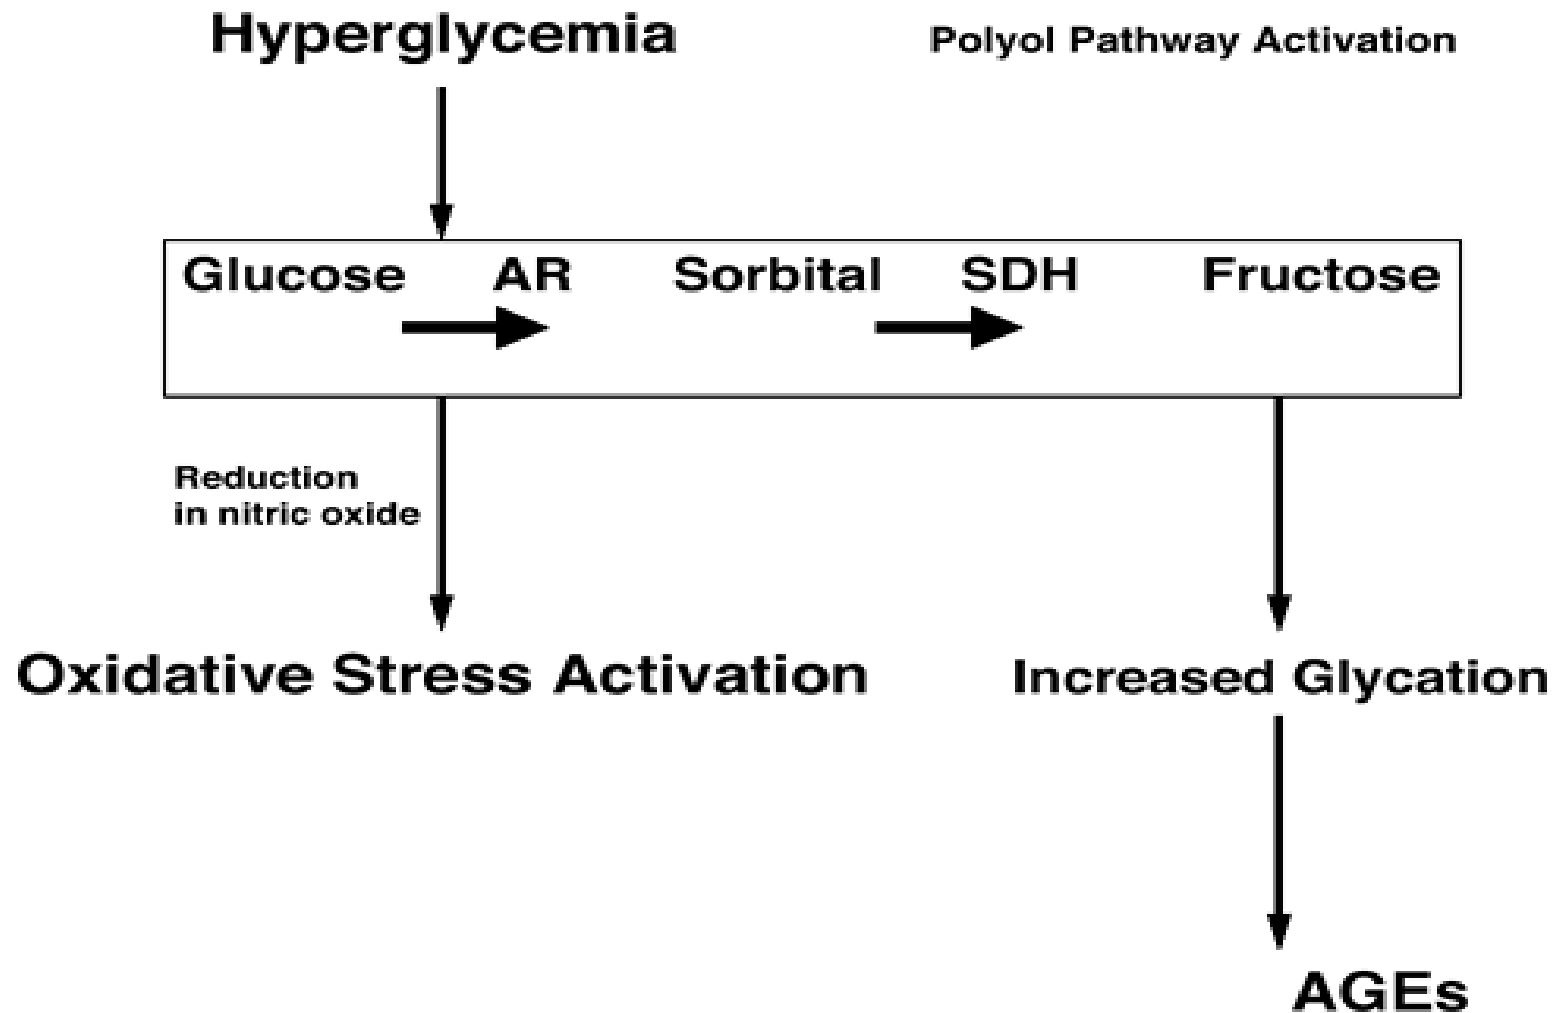 Hyperglycemia
Polyol Pathway Activation
Glucose AR Sorbital SDH Fructose
Reduction
in nitric oxide
Oxidative Stress Activation
Increased Glycation
AGEs